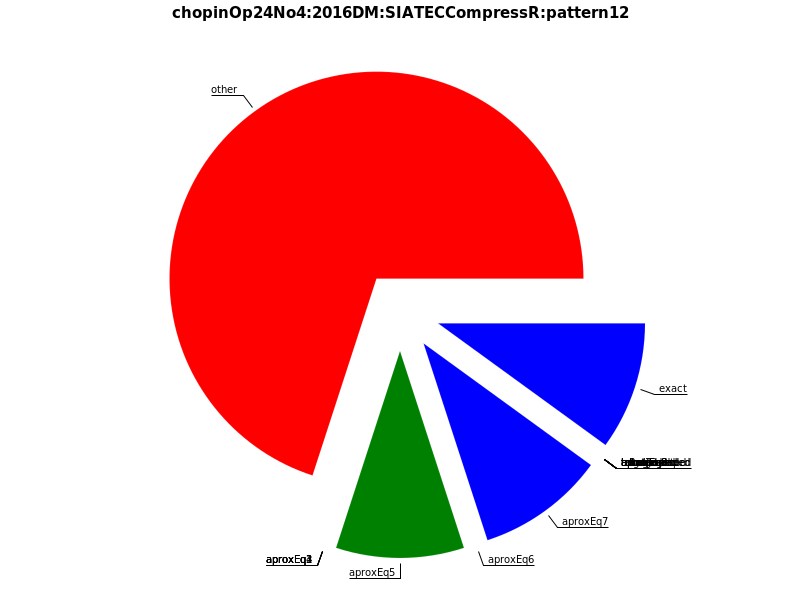 chopinOp24No4:2016DM:SIATECCompressR:pattern12
other
exact
aproxEq7
aproxEq6
aproxEq5